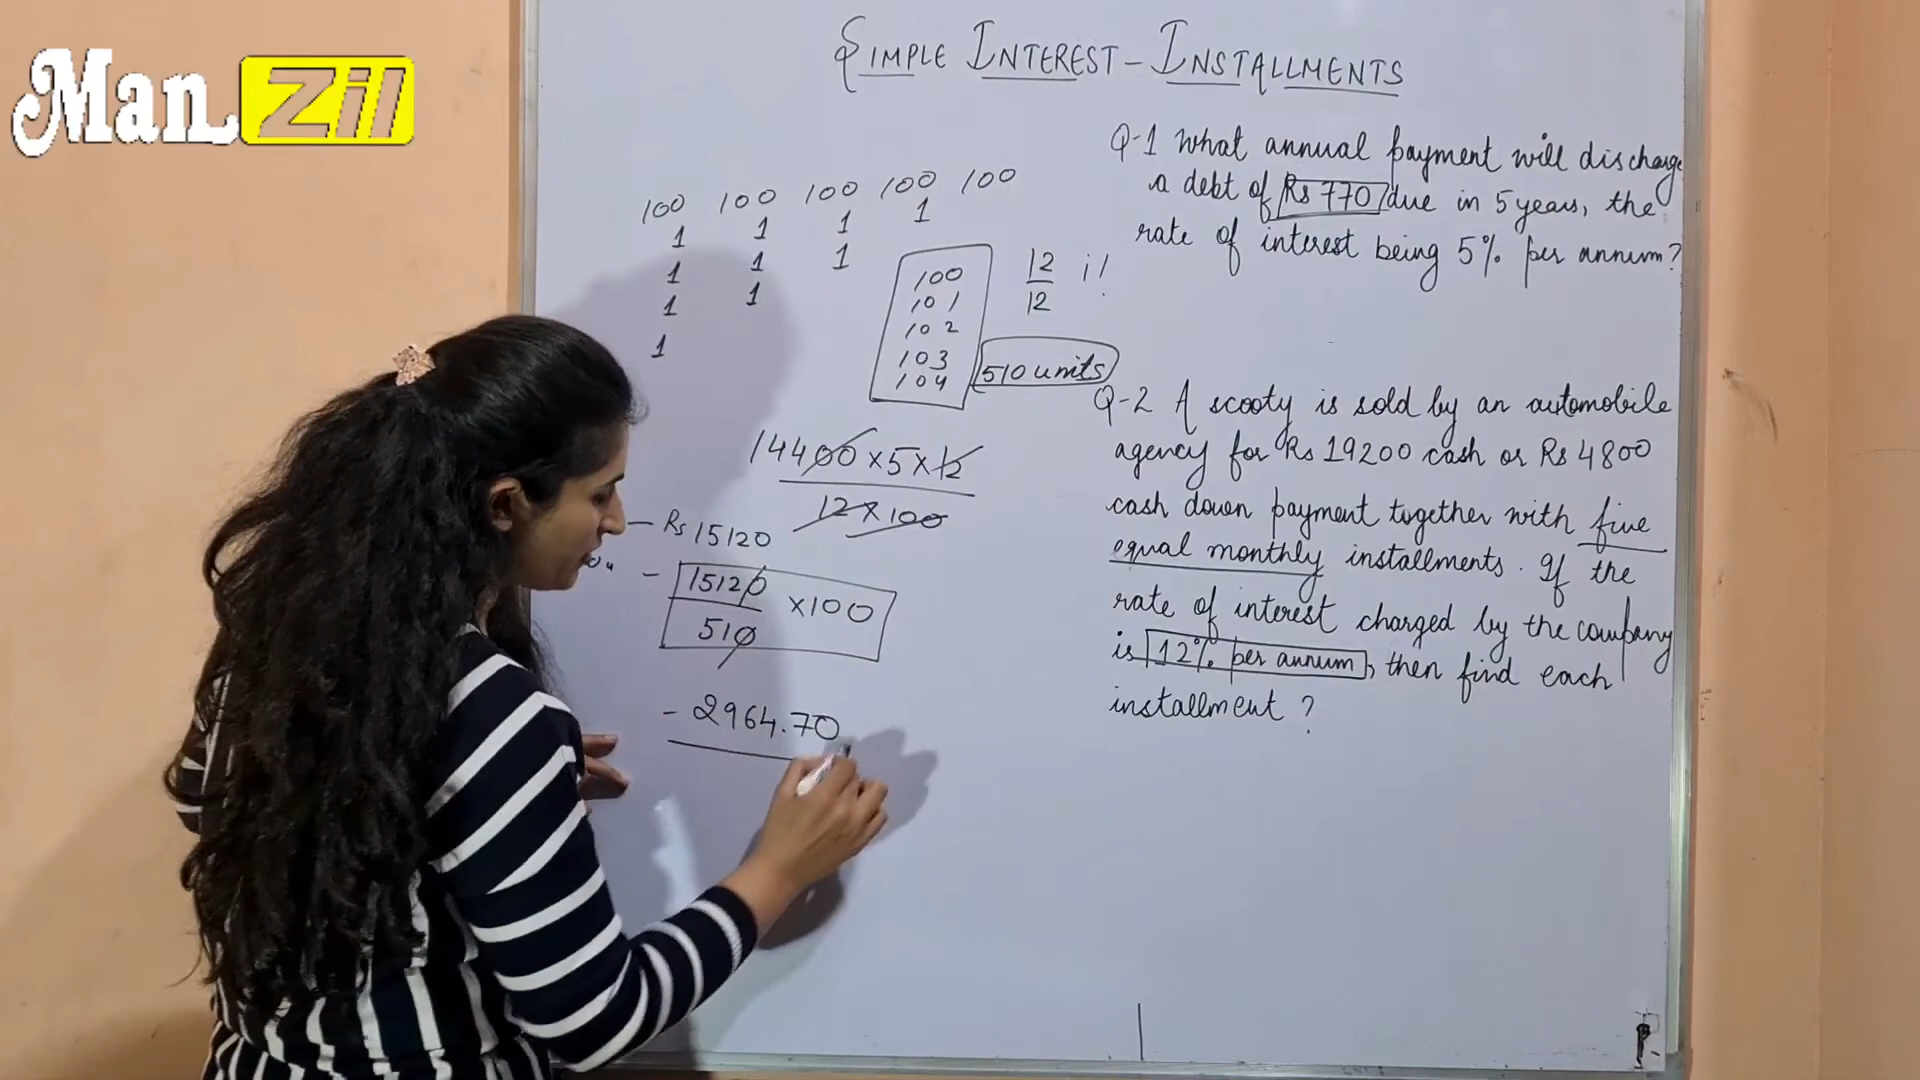 Man Zil
SIMPLE INTEREST – INSTALLMENTS
100 100 100 100 100
1 1 1 1
1 1 1
1 1
1
100
101
102
103
104
510 units
12
12
i!
14400 × 5 × 12
12 × 100
– Rs 15120
– 15120
510
× 100
– 2964.70
Q-1 What annual payment will discharge
a debt of Rs 770 due in 5 years, the
rate of interest being 5% per annum?
Q-2 A scooty is sold by an automobile
agency for Rs 19200 cash or Rs 4800
cash down payment together with five
equal monthly installments. If the
rate of interest charged by the company
is 12% per annum, then find each
installment ?